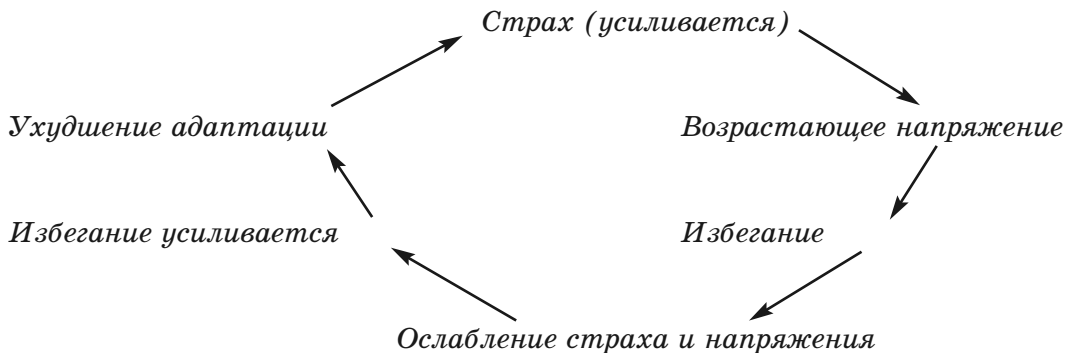 Страх (усиливается)
Ухудшение адаптации
Возрастающее напряжение
Избегание усиливается
Избегание
Ослабление страха и напряжения